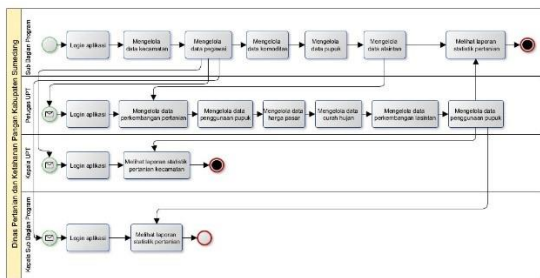 Dinas Pertanian dan Ketahanan Pangan Kabupaten Sumedang
Sub Bagian Program
Login aplikasi
Mengelola
data kecamatan
Mengelola
data pegawai
Mengelola
data komoditas
Mengelola
data pupuk
Mengelola
data alsintan
Melihat laporan
statistik pertanian
Petugas UPT
Login aplikasi
Mengelola data
perkembangan pertanian
Mengelola data
penggunaan pupuk
Mengelola data
harga pasar
Mengelola data
curah hujan
Mengelola data
perkembangan
Mengelola data
penggunaan pupuk
Kepala UPT
Login aplikasi
Melihat laporan statistik
pertanian kecamatan
Kepala Sub Bagian Program
Login aplikasi
Melihat laporan
statistik pertanian